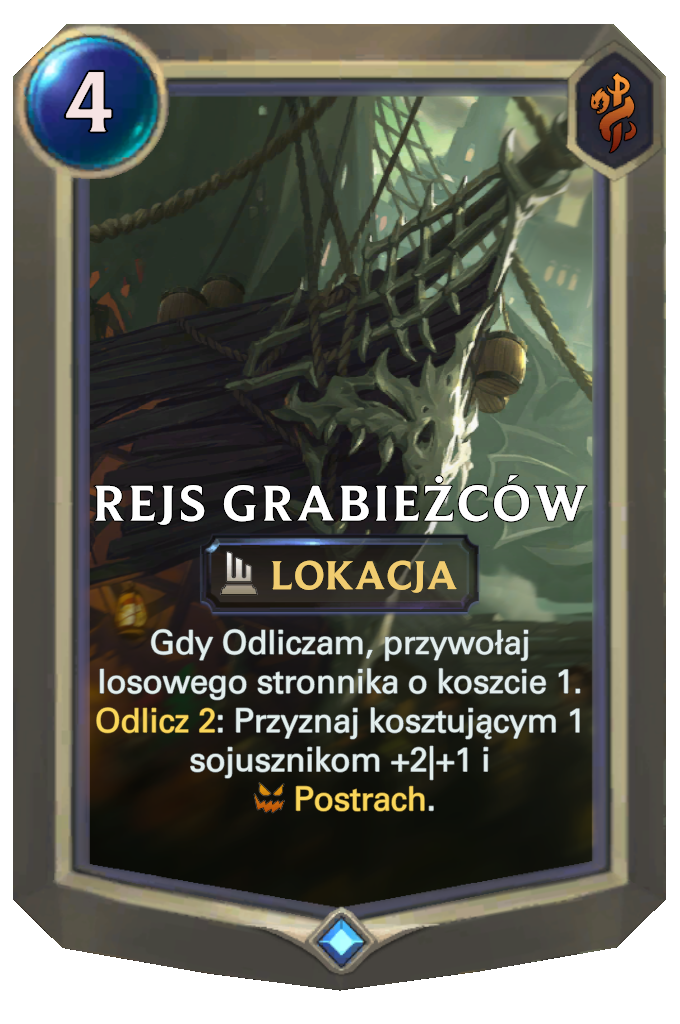 4
REJS GRABIEŻCÓW
LOKACJA
Gdy Odliczam, przywołaj
losowego stronnika o koszcie 1.
Odlicz 2: Przyznaj kosztującym 1
sojusznikom +2|+1 i
Postrach.